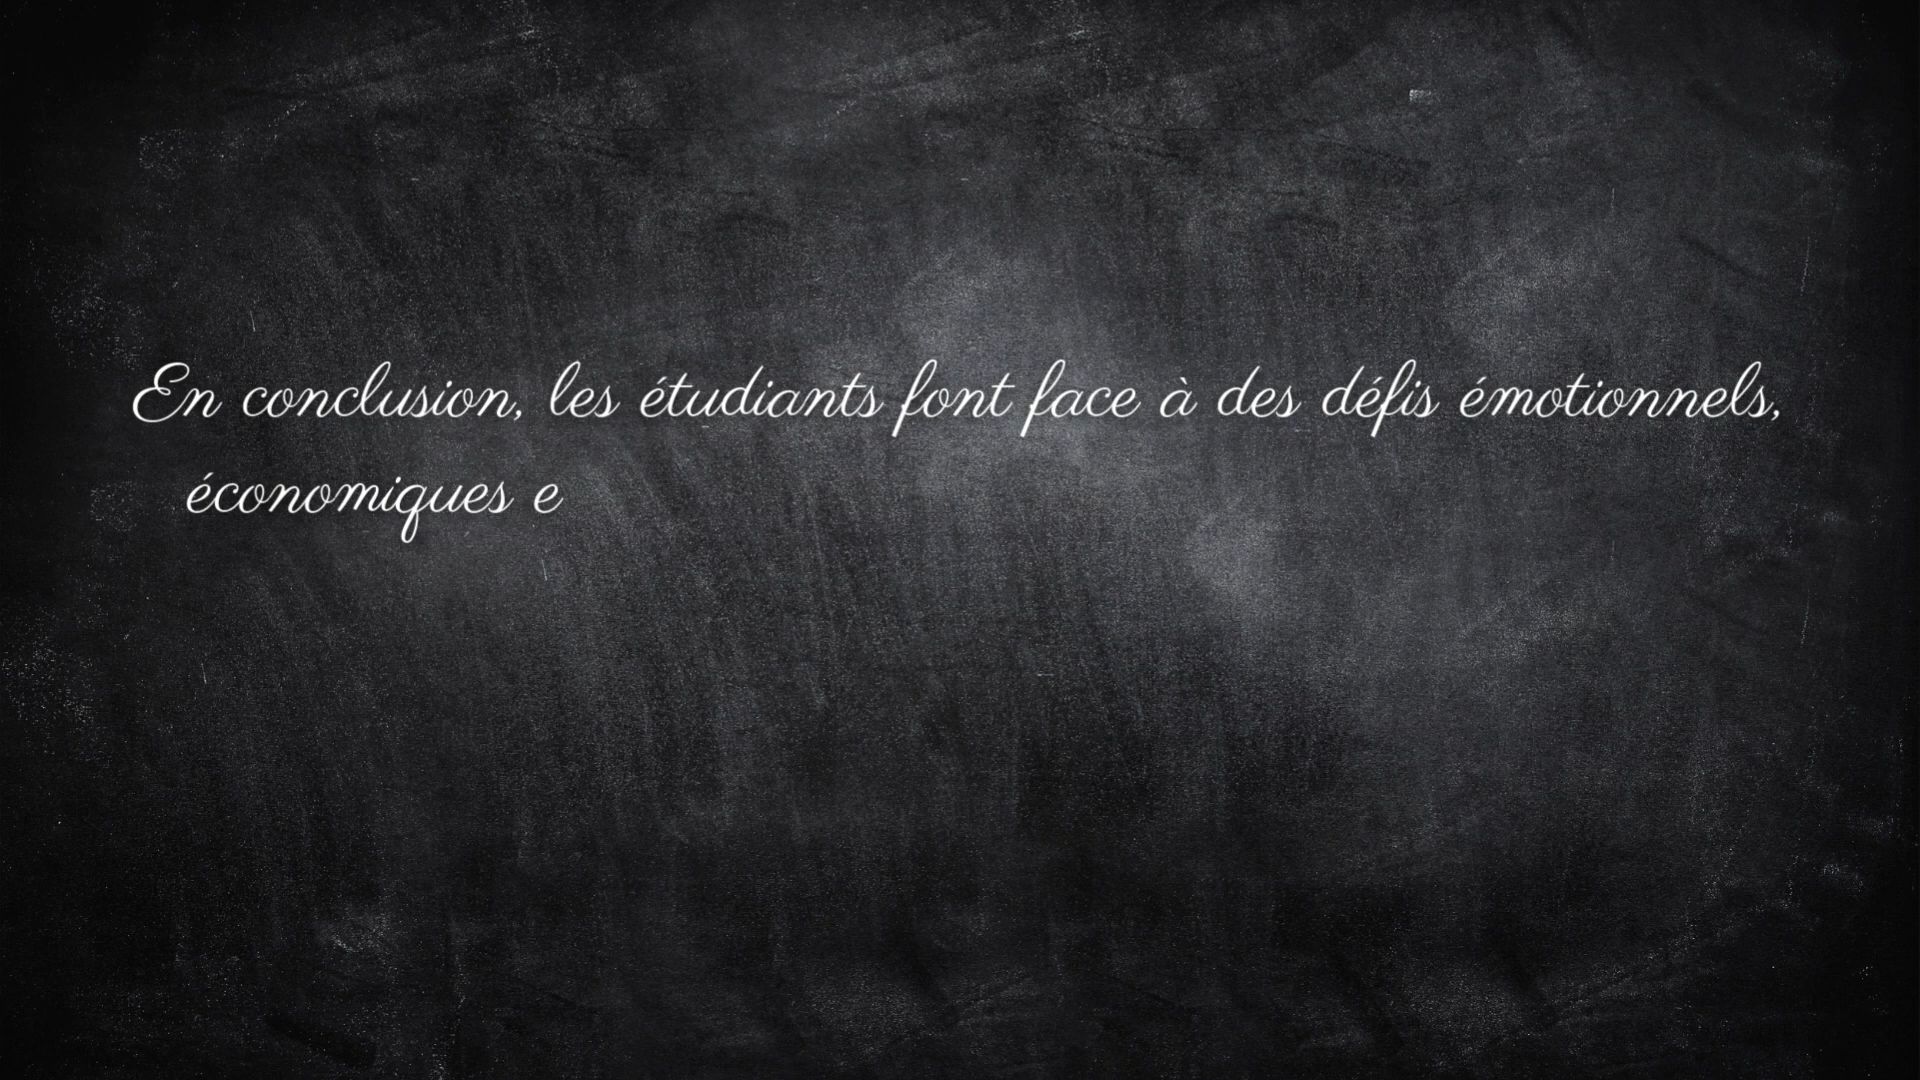 En conclusion, les étudiants font face à des défis émotionnels,
économiques e